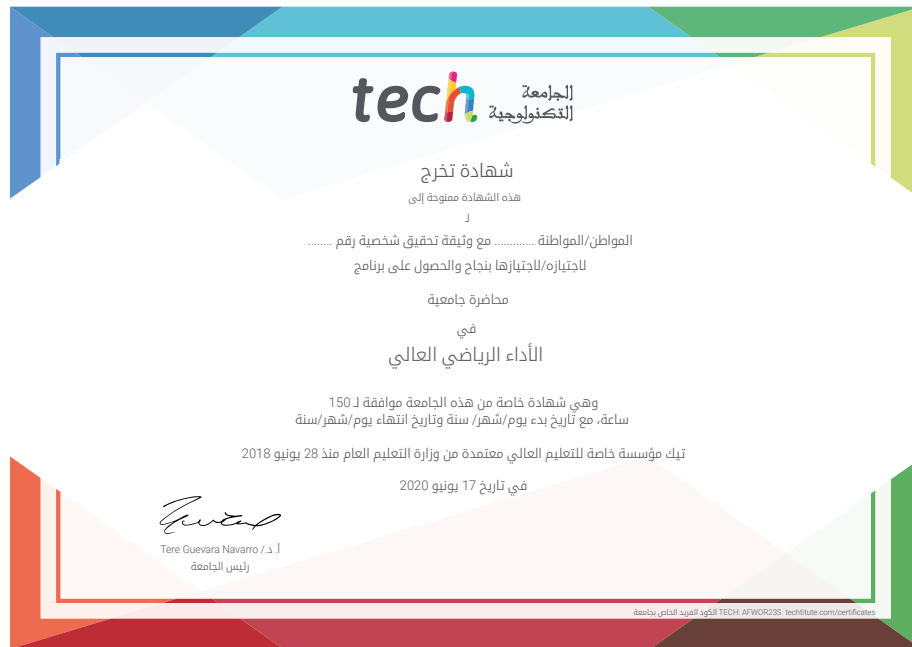 tech
الجامعة
التكنولوجية
شهادة تخرج
هذه الشهادة ممنوحة إلى
لـ
المواطن/المواطنة ............ مع وثيقة تحقيق شخصية رقم ........
لاجتيازه/لاجتيازها بنجاح والحصول على برنامج
محاضرة جامعية
في
الأداء الرياضي العالي
وهي شهادة خاصة من هذه الجامعة موافقة لـ 150
ساعة، مع تاريخ بدء يوم/شهر/ سنة وتاريخ انتهاء يوم/شهر/سنة
تيك مؤسسة خاصة للتعليم العالي معتمدة من وزارة التعليم العام منذ 28 يونيو 2018
في تاريخ 17 يونيو 2020
أ. د./ Tere Guevara Navarro
رئيس الجامعة
الكود الفريد الخاص بجامعة TECH: AFWOR23S techtitute.com/certificates